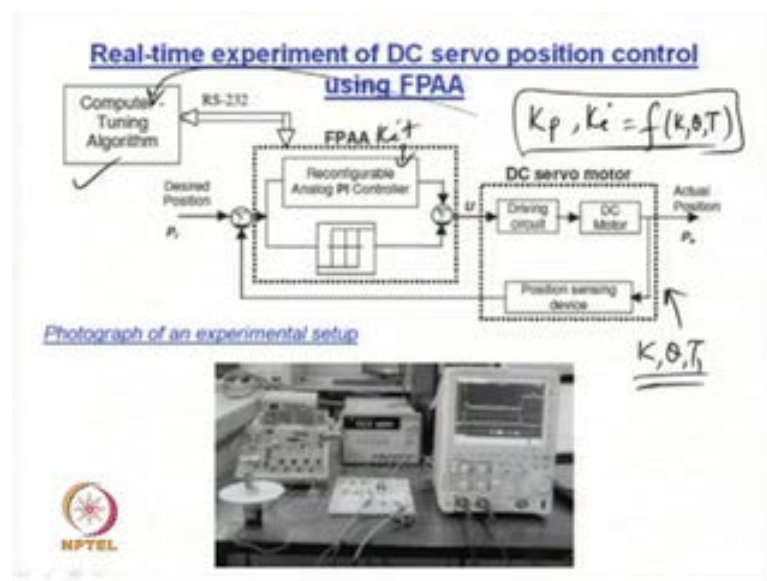 Real-time experiment of DC servo position control
using FPAA
Computer -
Tuning
Algorithm
RS-232
Kp, Ki = f(K,θ,T)
FPAA Kit
Reconfigurable
Analog PI Controller
DC servo motor
Desired
Position
Pr
u
Driving
circuit
DC
Motor
Actual
Position
Position sensing
device
K, θ, T1
Photograph of an experimental setup
NPTEL